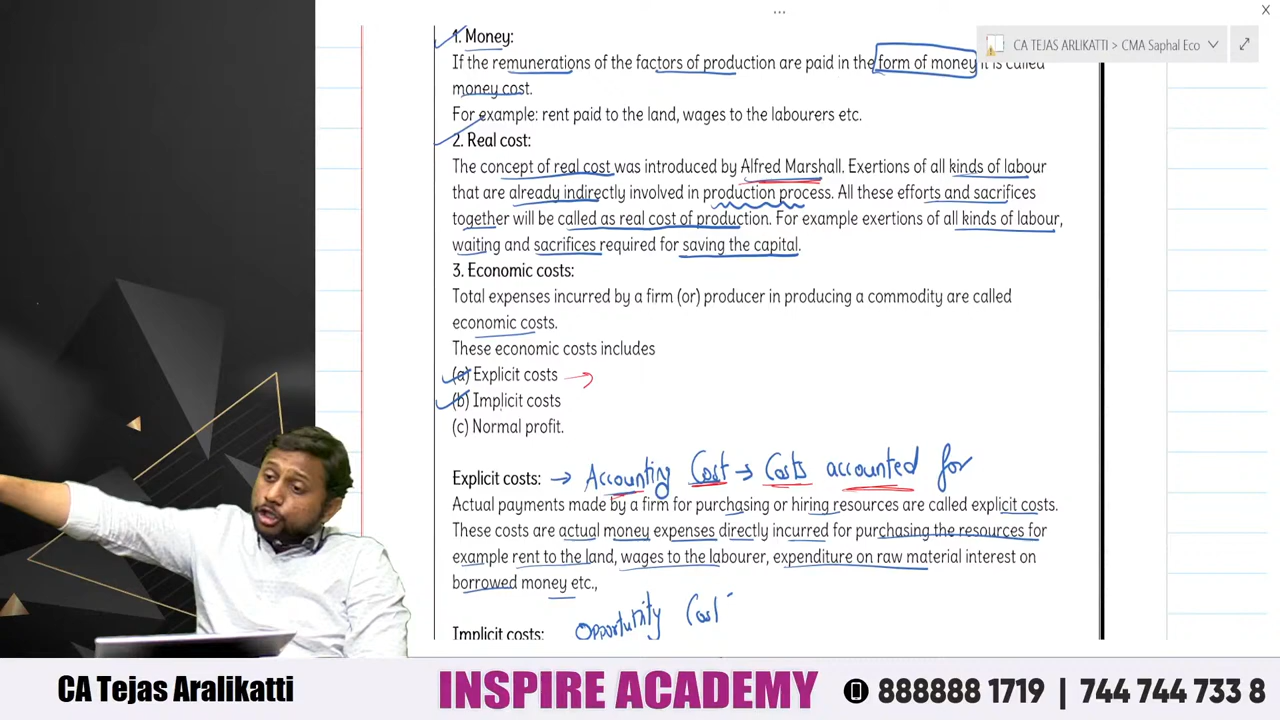 ...
CA TEJAS ARLIKATTI > CMA Saphal Eco
1. Money:
If the remunerations of the factors of production are paid in the form of money it is called
money cost.
For example: rent paid to the land, wages to the labourers etc.
2. Real cost:
The concept of real cost was introduced by Alfred Marshall. Exertions of all kinds of labour
that are already indirectly involved in production process. All these efforts and sacrifices
together will be called as real cost of production. For example exertions of all kinds of labour,
waiting and sacrifices required for saving the capital.
3. Economic costs:
Total expenses incurred by a firm (or) producer in producing a commodity are called
economic costs.
These economic costs includes
(a) Explicit costs →
(b) Implicit costs
(c) Normal profit.
Explicit costs: → Accounting Cost → Costs accounted for
Actual payments made by a firm for purchasing or hiring resources are called explicit costs.
These costs are actual money expenses directly incurred for purchasing the resources for
example rent to the land, wages to the labourer, expenditure on raw material interest on
borrowed money etc.,
Implicit costs: Opportunity Cost
CA Tejas Aralikatti
INSPIRE ACADEMY
888888 1719 | 744 744 733 8